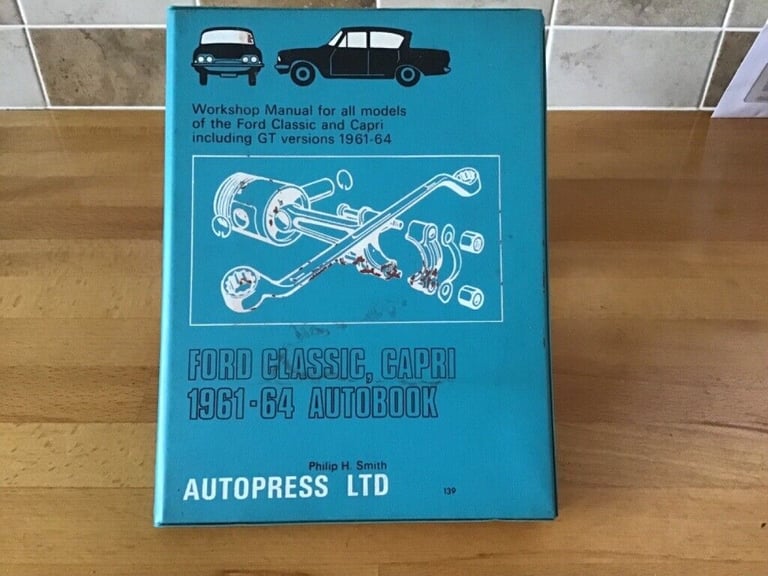 Workshop Manual for all models
of the Ford Classic and Capri
including GT versions 1961-64
FORD CLASSIC, CAPRI
1961-64 AUTOBOOK
Philip H. Smith
AUTOPRESS LTD
139